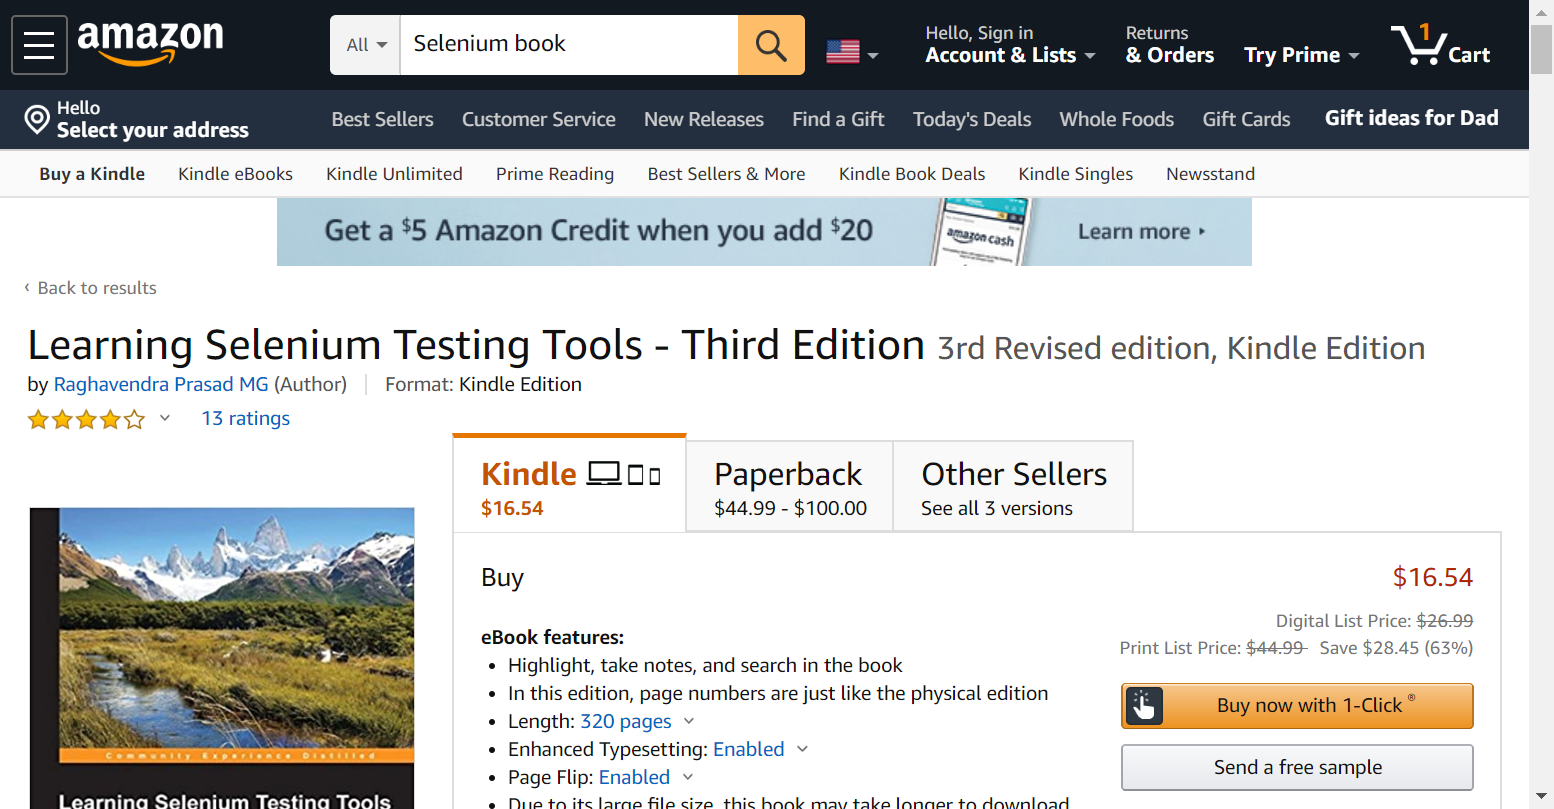 amazon
All
Selenium book
Hello, Sign in
Account & Lists
Returns
& Orders
Try Prime
1
Cart
Hello
Select your address
Best Sellers
Customer Service
New Releases
Find a Gift
Today's Deals
Whole Foods
Gift Cards
Gift ideas for Dad
Buy a Kindle
Kindle eBooks
Kindle Unlimited
Prime Reading
Best Sellers & More
Kindle Book Deals
Kindle Singles
Newsstand
Get a $5 Amazon Credit when you add $20
amazon cash
Learn more ▸
‹ Back to results
Learning Selenium Testing Tools - Third Edition 3rd Revised edition, Kindle Edition
by Raghavendra Prasad MG (Author) | Format: Kindle Edition
13 ratings
Kindle
$16.54
Paperback
$44.99 - $100.00
Other Sellers
See all 3 versions
Buy
$16.54
Digital List Price: $26.99
Print List Price: $44.99 Save $28.45 (63%)
eBook features:
• Highlight, take notes, and search in the book
• In this edition, page numbers are just like the physical edition
• Length: 320 pages
• Enhanced Typesetting: Enabled
• Page Flip: Enabled
• Due to its large file size, this book may take longer to download
Buy now with 1-Click ®
Send a free sample
Community Experience Distilled
Learning Selenium Testing Tools